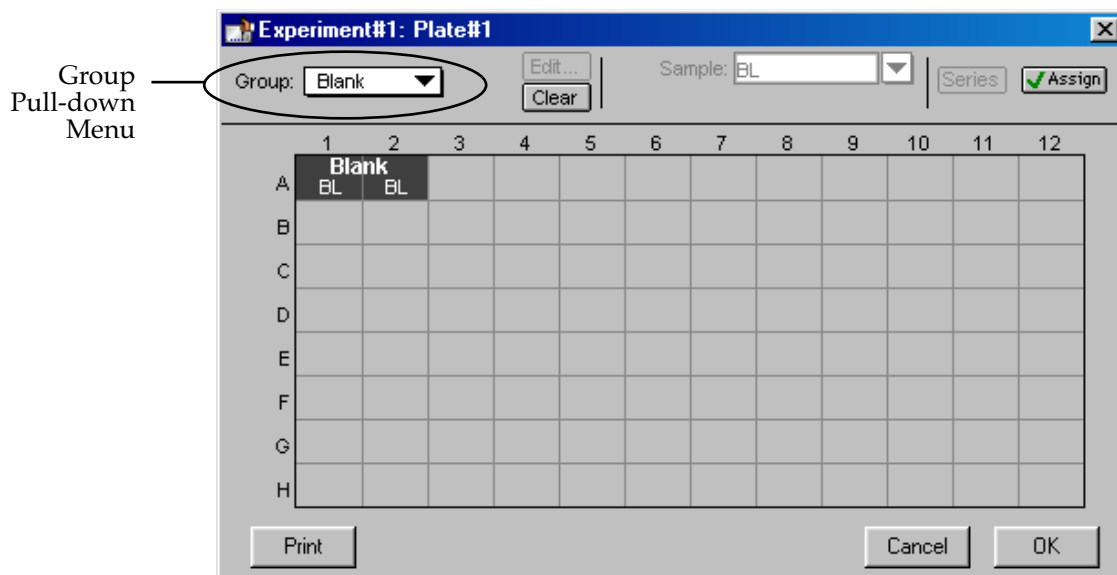 Experiment#1: Plate#1
Group
Pull-down
Menu
Group: Blank
Edit...
Clear
Sample: BL
Series
Assign
1 2 3 4 5 6 7 8 9 10 11 12
Blank
A BL BL
B
C
D
E
F
G
H
Print Cancel OK